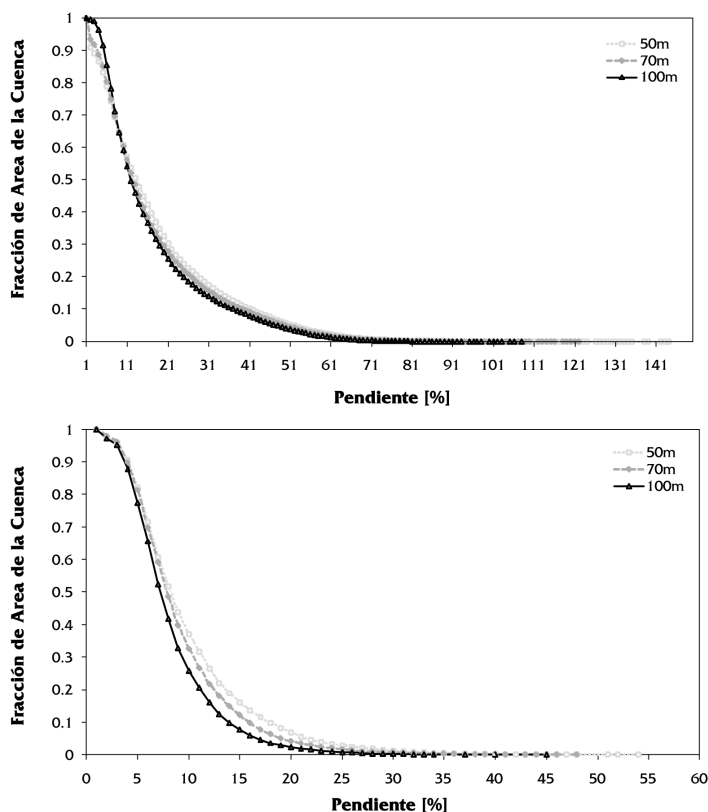 1
0.9
0.8
0.7
0.6
0.5
0.4
0.3
0.2
0.1
0
Fracción de Area de la Cuenca
50m
70m
100m
1 11 21 31 41 51 61 71 81 91 101 111 121 131 141
Pendiente [%]
1
0.9
0.8
0.7
0.6
0.5
0.4
0.3
0.2
0.1
0
Fracción de Area de la Cuenca
50m
70m
100m
0 5 10 15 20 25 30 35 40 45 50 55 60
Pendiente [%]